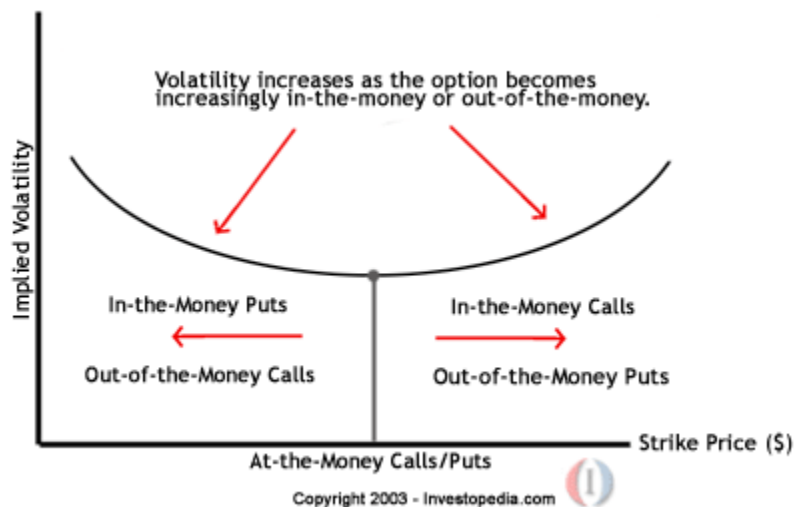 Volatility increases as the option becomes
increasingly in-the-money or out-of-the-money.
Implied Volatility
In-the-Money Puts
In-the-Money Calls
Out-of-the-Money Calls
Out-of-the-Money Puts
Strike Price ($)
At-the-Money Calls/Puts
Copyright 2003 - Investopedia.com
I